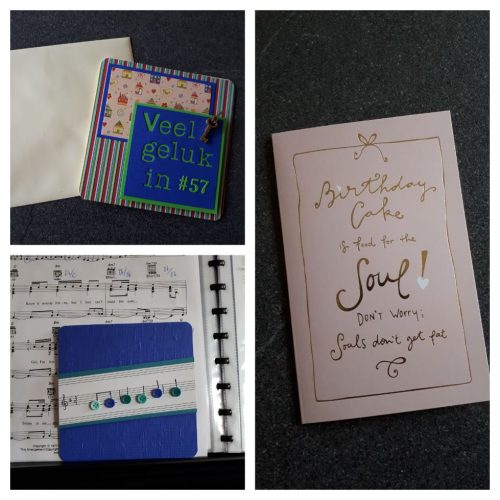 Veel
geluk
in #57
Birthday
Cake
is food for the
Soul!
DON'T WORRY;
Souls don't get fat